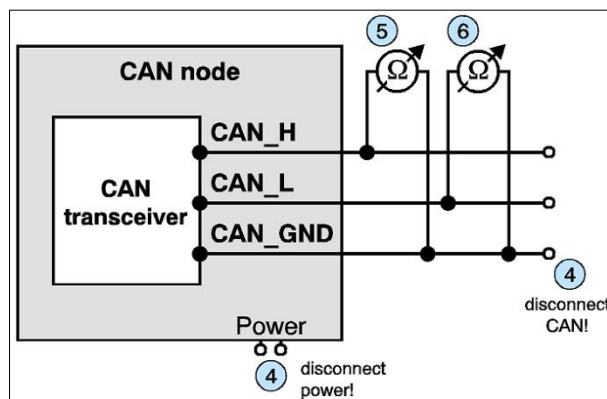 5
6
Ω
Ω
CAN node
CAN_H
CAN
transceiver
CAN_L
CAN_GND
4
disconnect
CAN!
Power
4
disconnect
power!